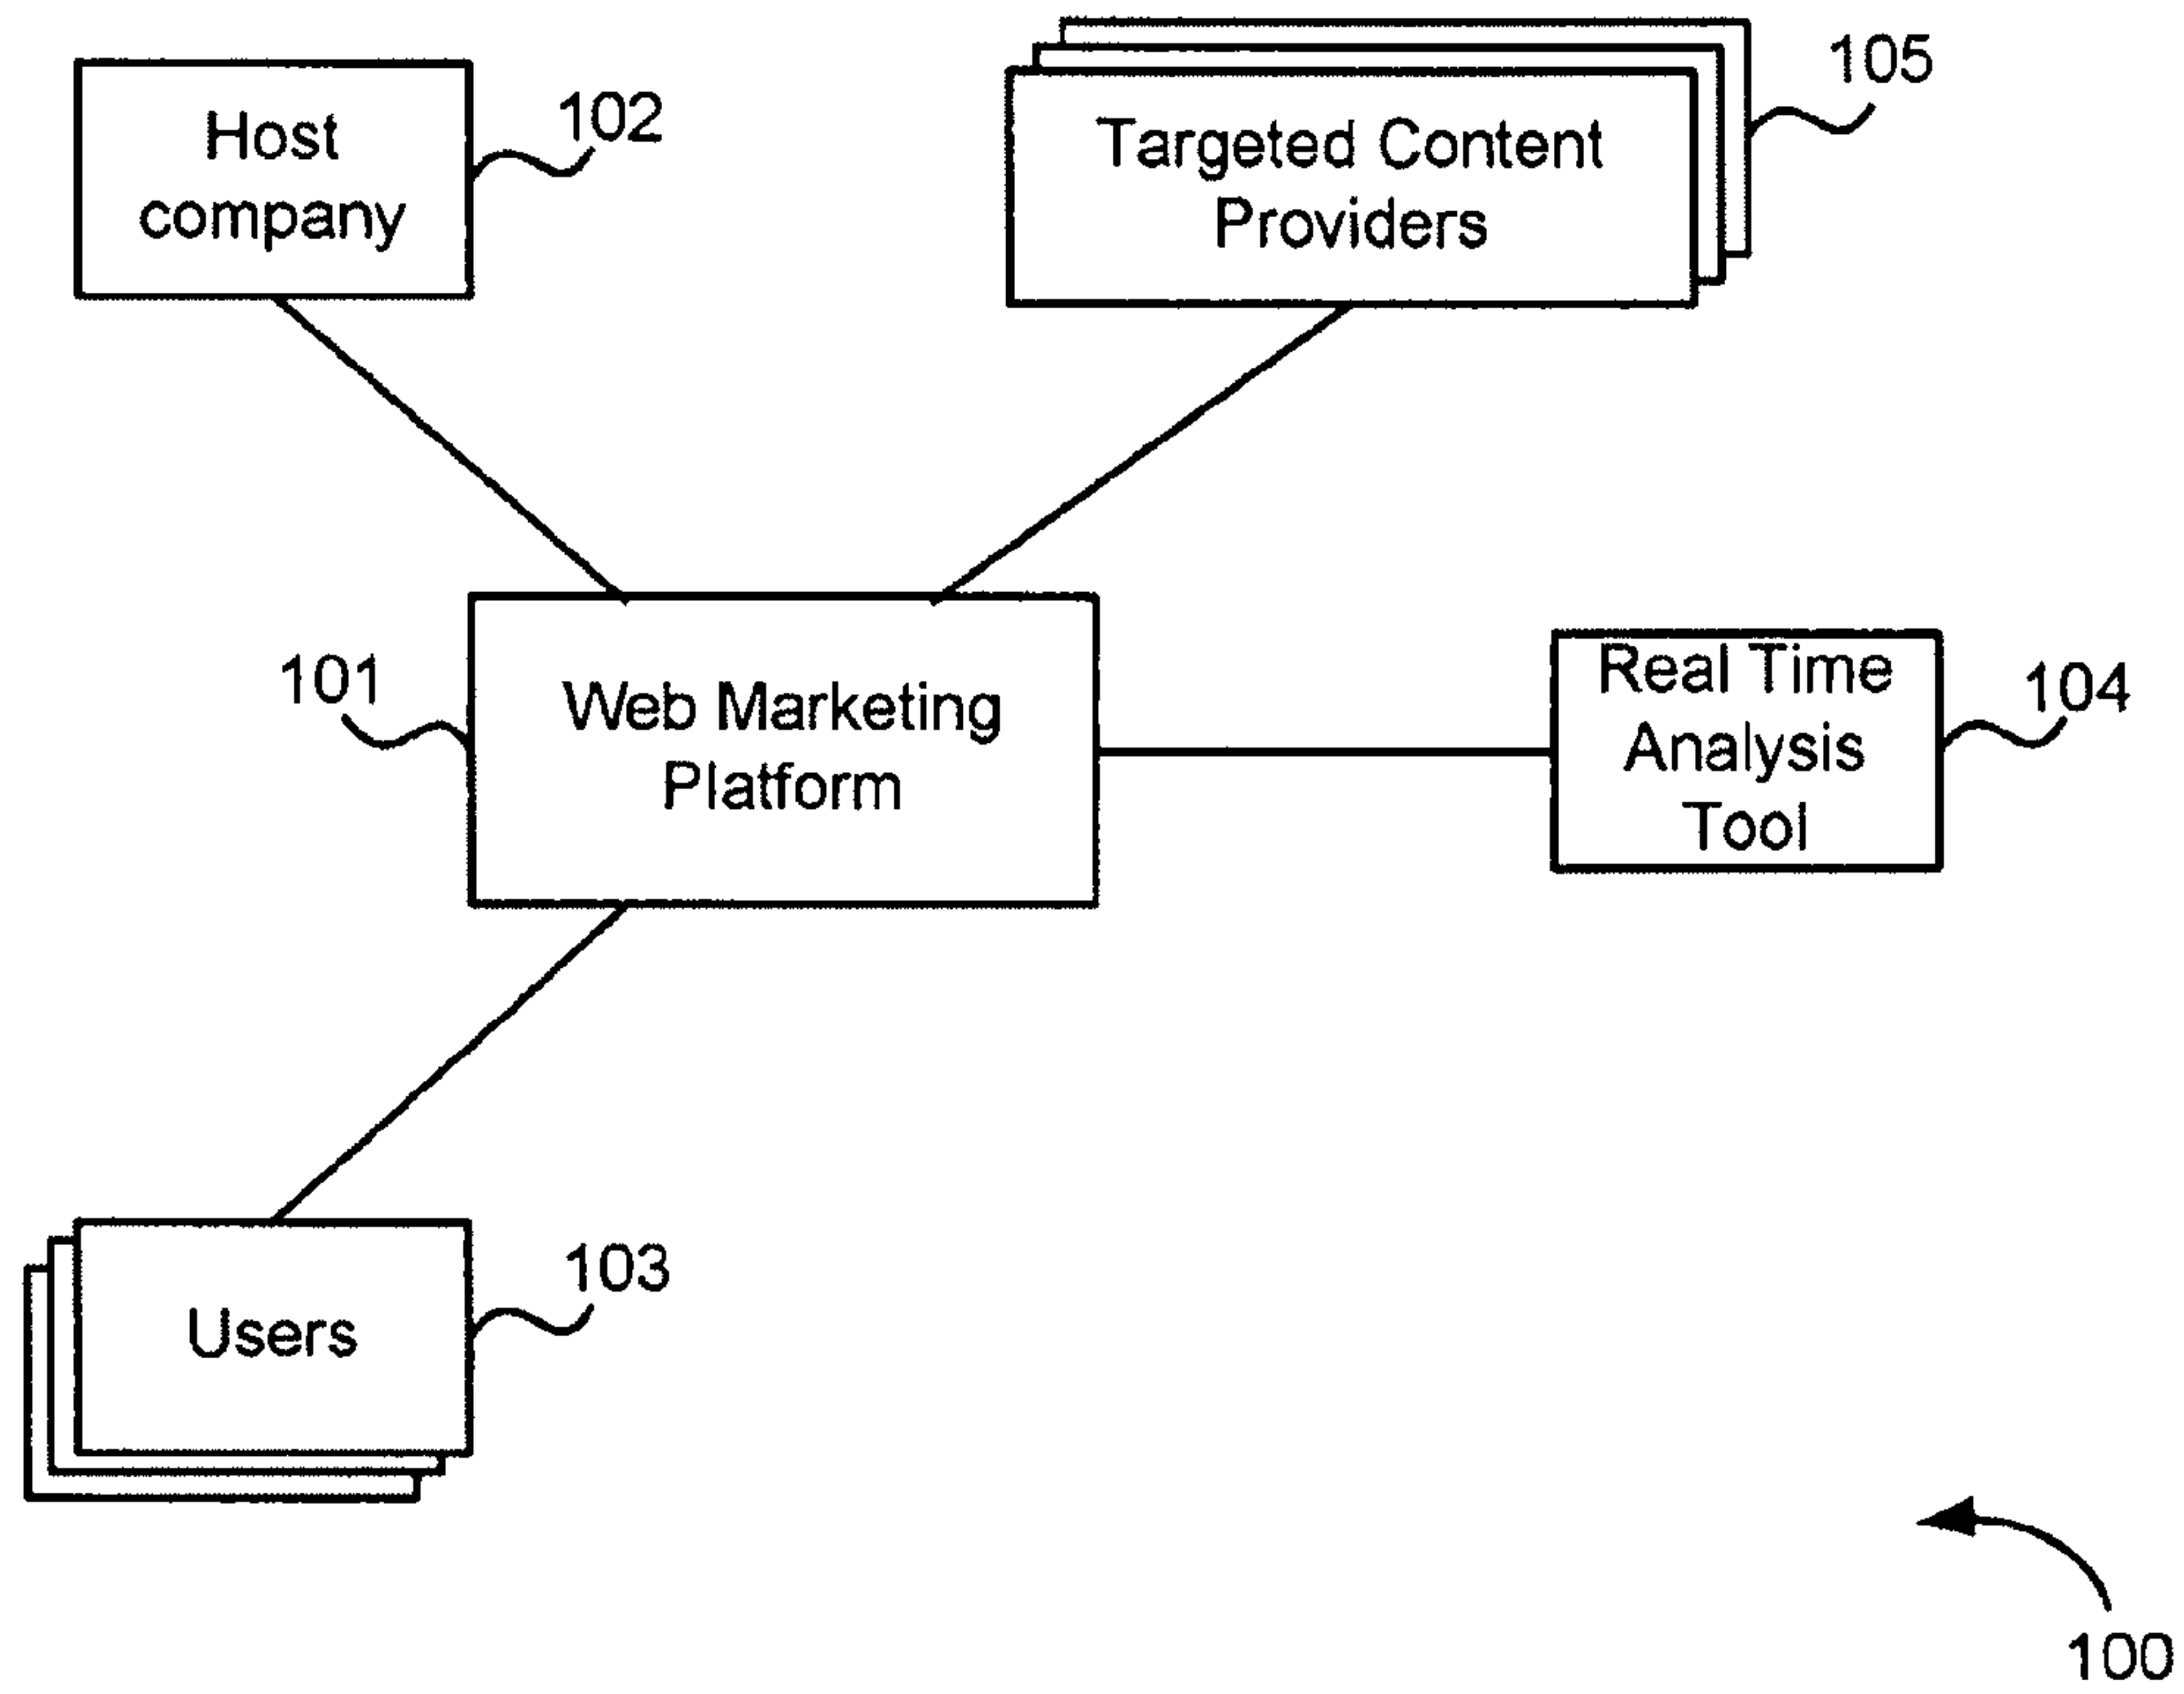 105
102
Host
company
Targeted Content
Providers
101
Web Marketing
Platform
Real Time
Analysis
Tool
104
103
Users
100